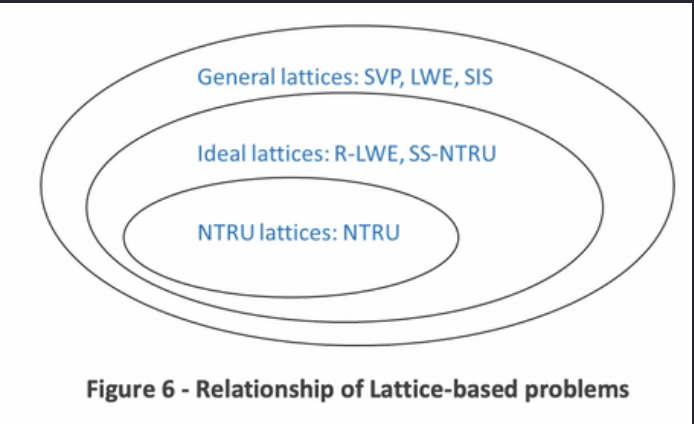 General lattices: SVP, LWE, SIS
Ideal lattices: R-LWE, SS-NTRU
NTRU lattices: NTRU
Figure 6 - Relationship of Lattice-based problems